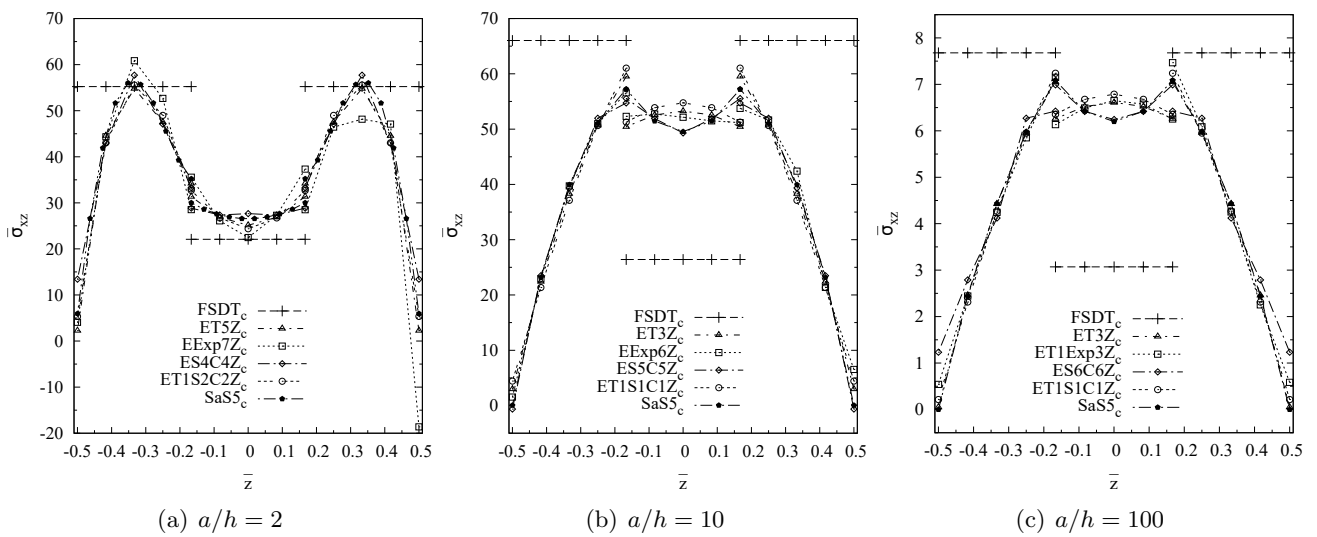 70
60
50
40
30
20
10
0
-10
-20
σ̄xz
-0.5 -0.4 -0.3 -0.2 -0.1 0 0.1 0.2 0.3 0.4 0.5
z̄
FSDTc
ET5Zc
EExp7Zc
ES4C4Zc
ET1S2C2Zc
SaS5c
(a) a/h = 2
70
60
50
40
30
20
10
0
σ̄xz
-0.5 -0.4 -0.3 -0.2 -0.1 0 0.1 0.2 0.3 0.4 0.5
z̄
FSDTc
ET3Zc
EExp6Zc
ES5C5Zc
ET1S1C1Zc
SaS5c
(b) a/h = 10
8
7
6
5
4
3
2
1
0
σ̄xz
-0.5 -0.4 -0.3 -0.2 -0.1 0 0.1 0.2 0.3 0.4 0.5
z̄
FSDTc
ET3Zc
ET1Exp3Zc
ES6C6Zc
ET1S1C1Zc
SaS5c
(c) a/h = 100